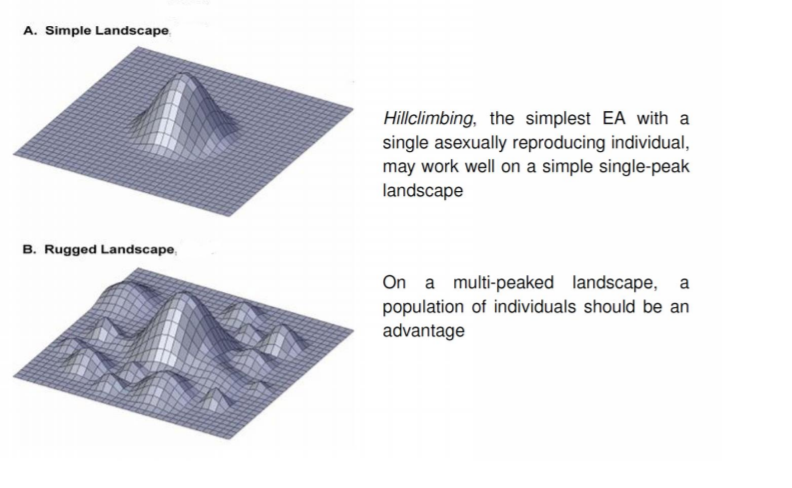 A. Simple Landscape
Hillclimbing, the simplest EA with a
single asexually reproducing individual,
may work well on a simple single-peak
landscape
B. Rugged Landscape
On a multi-peaked landscape, a
population of individuals should be an
advantage